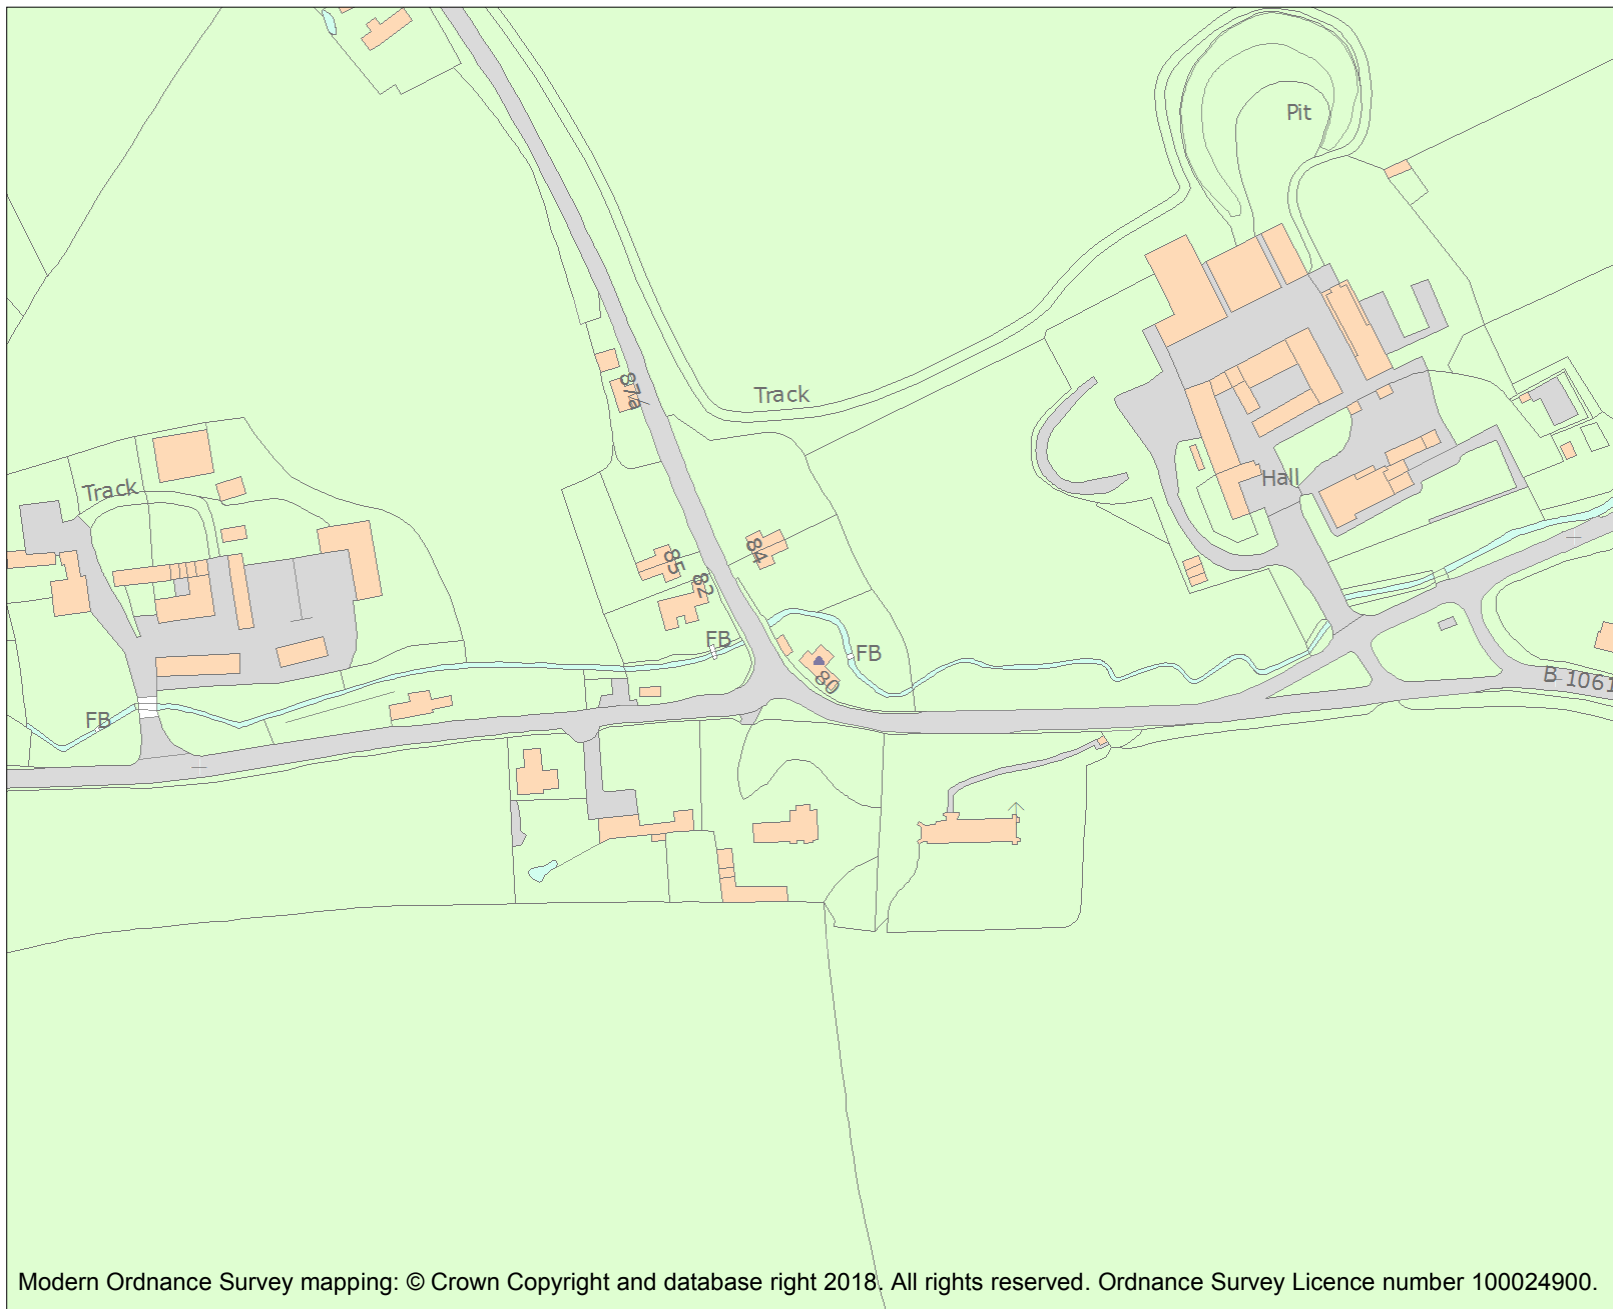 Pit
87a
Track
Track
Hall
84
85
82
FB
FB
80
B 1061
FB
Modern Ordnance Survey mapping: © Crown Copyright and database right 2018. All rights reserved. Ordnance Survey Licence number 100024900.